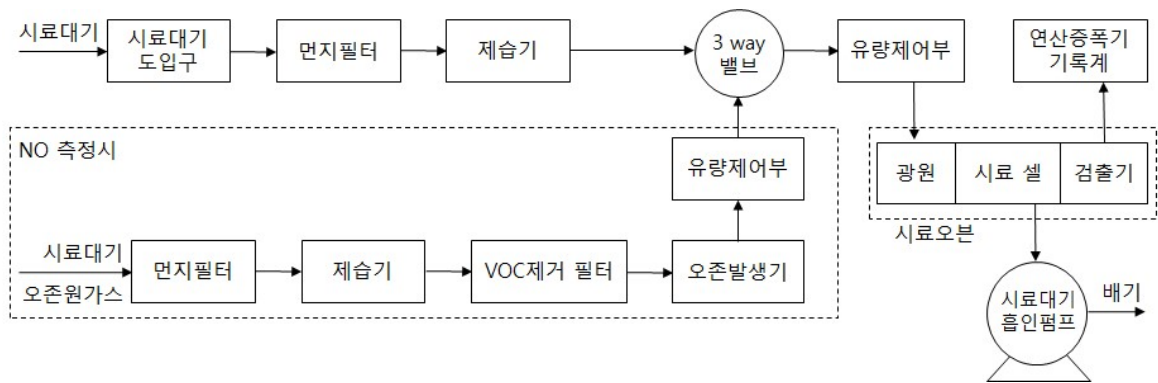 시료대기
시료대기
도입구
먼지필터
제습기
3 way
밸브
유량제어부
연산증폭기
기록계
NO 측정시
유량제어부
광원
시료 셀
검출기
시료오븐
시료대기
오존원가스
먼지필터
제습기
VOC제거 필터
오존발생기
시료대기
흡인펌프
배기